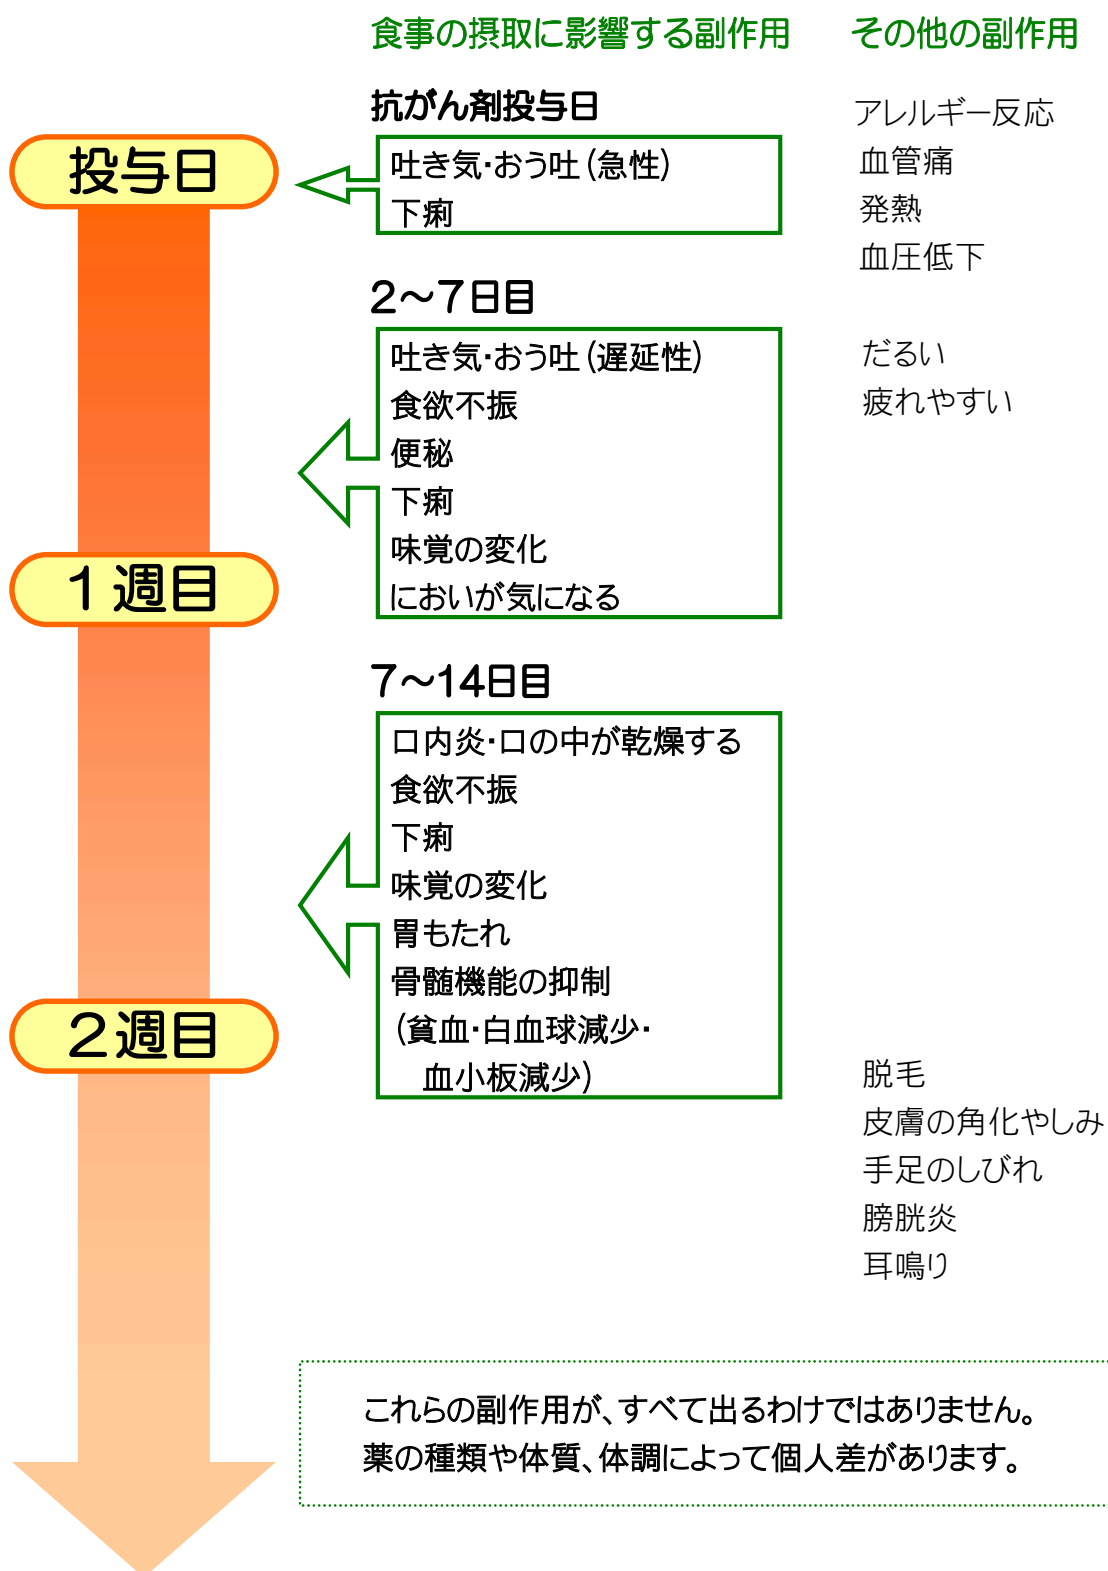 食事の摂取に影響する副作用
その他の副作用
投与日
抗がん剤投与日
吐き気・おう吐(急性)
下痢
アレルギー反応
血管痛
発熱
血圧低下
2~7日目
吐き気・おう吐(遅延性)
食欲不振
便秘
下痢
味覚の変化
においが気になる
だるい
疲れやすい
1週目
7~14日目
口内炎・口の中が乾燥する
食欲不振
下痢
味覚の変化
胃もたれ
骨髄機能の抑制
(貧血・白血球減少・
血小板減少)
2週目
脱毛
皮膚の角化やしみ
手足のしびれ
膀胱炎
耳鳴り
これらの副作用が、すべて出るわけではありません。
薬の種類や体質、体調によって個人差があります。